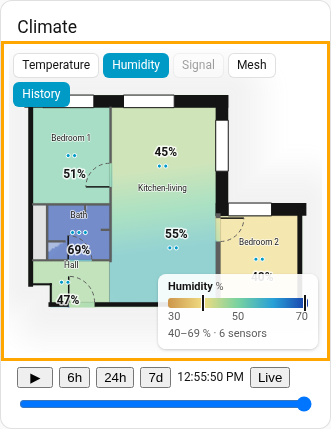 Climate
Temperature Humidity Signal Mesh
History
Bedroom 1
51%
45%
Kitchen-living
Bath
69%
55%
Bedroom 2
Hall
47%
Humidity %
30 50 70
40–69 % · 6 sensors
▶ 6h 24h 7d 12:55:50 PM Live